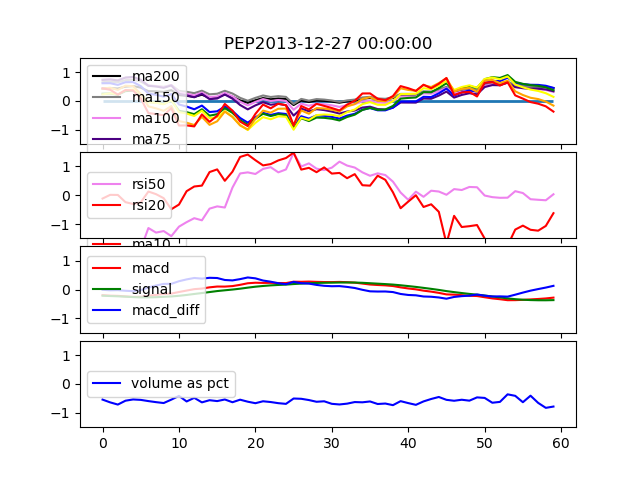 PEP2013-12-27 00:00:00
1
0
−1
ma200
ma150
ma100
ma75
1
0
−1
rsi50
rsi20
ma10
1
0
−1
macd
signal
macd_diff
1
0
−1
volume as pct
0 10 20 30 40 50 60